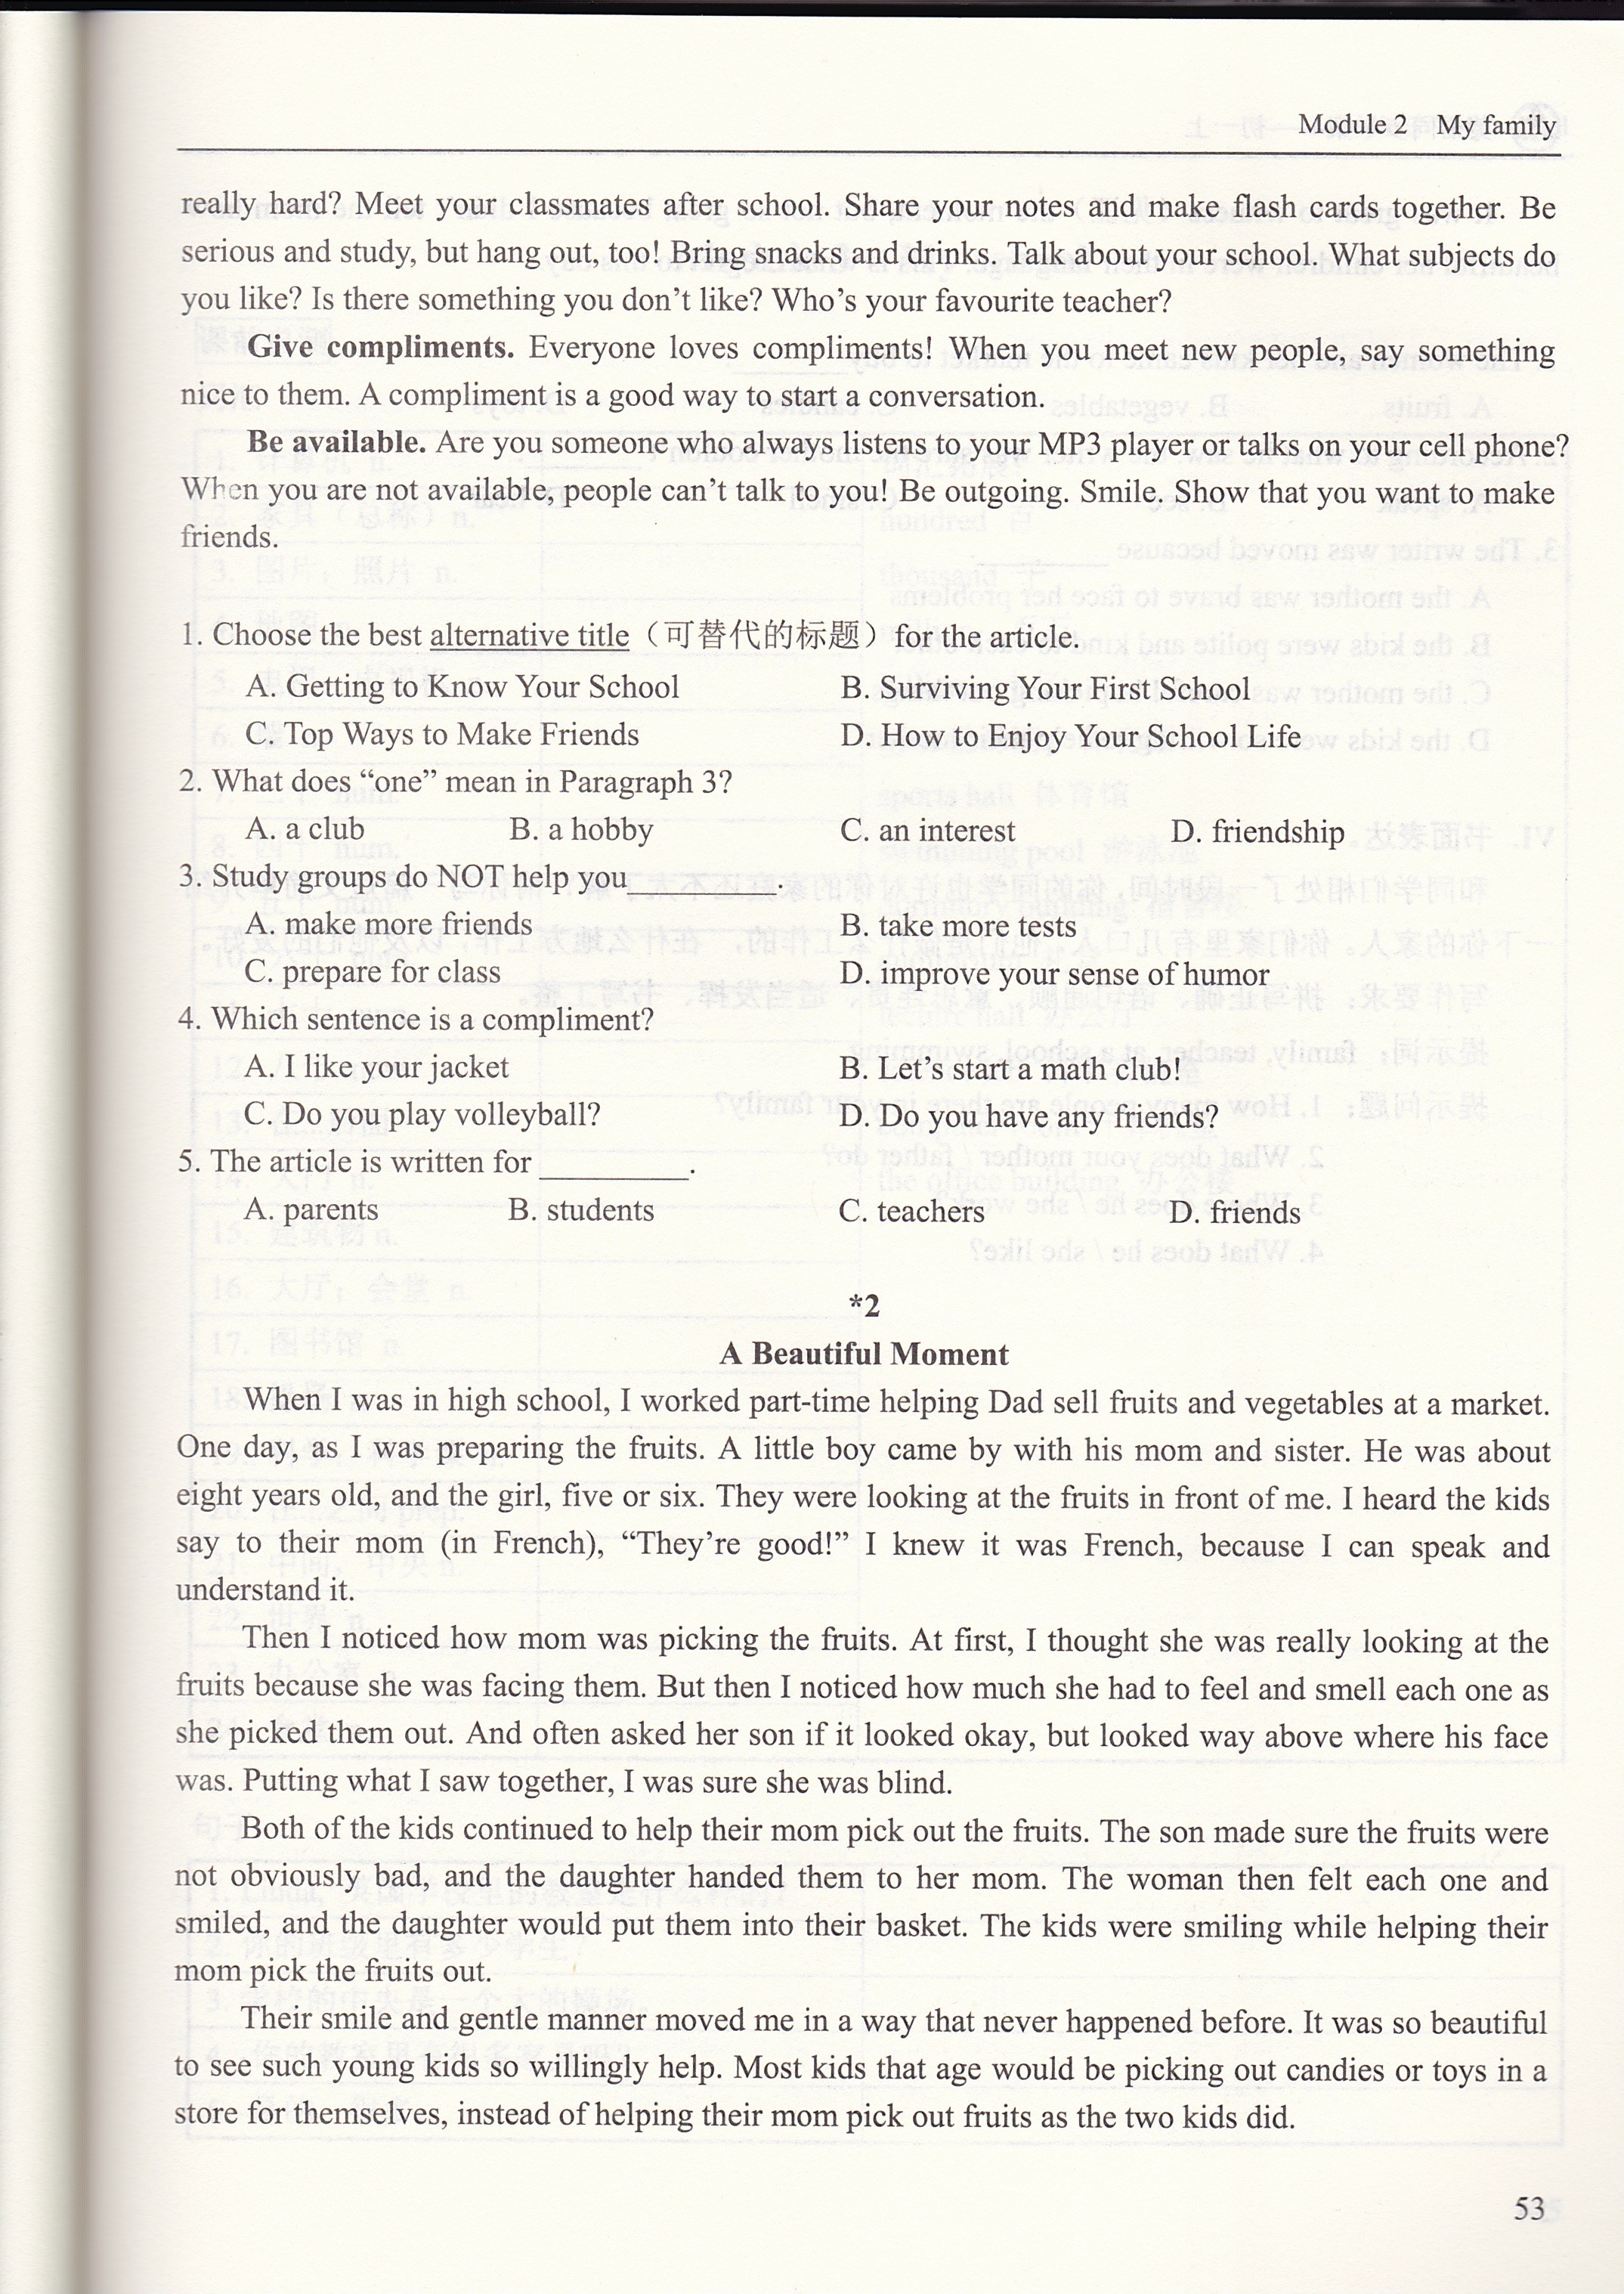 Module 2 My family
really hard? Meet your classmates after school. Share your notes and make flash cards together. Be
serious and study, but hang out, too! Bring snacks and drinks. Talk about your school. What subjects do
you like? Is there something you don't like? Who's your favourite teacher?
Give compliments. Everyone loves compliments! When you meet new people, say something
nice to them. A compliment is a good way to start a conversation.
Be available. Are you someone who always listens to your MP3 player or talks on your cell phone?
When you are not available, people can't talk to you! Be outgoing. Smile. Show that you want to make
friends.
1. Choose the best alternative title（可替代的标题）for the article.
A. Getting to Know Your School B. Surviving Your First School
C. Top Ways to Make Friends D. How to Enjoy Your School Life
2. What does “one” mean in Paragraph 3?
A. a club B. a hobby C. an interest D. friendship
3. Study groups do NOT help you_________.
A. make more friends B. take more tests
C. prepare for class D. improve your sense of humor
4. Which sentence is a compliment?
A. I like your jacket B. Let's start a math club!
C. Do you play volleyball? D. Do you have any friends?
5. The article is written for _________.
A. parents B. students C. teachers D. friends
*2
A Beautiful Moment
When I was in high school, I worked part-time helping Dad sell fruits and vegetables at a market.
One day, as I was preparing the fruits. A little boy came by with his mom and sister. He was about
eight years old, and the girl, five or six. They were looking at the fruits in front of me. I heard the kids
say to their mom (in French), “They're good!” I knew it was French, because I can speak and
understand it.
Then I noticed how mom was picking the fruits. At first, I thought she was really looking at the
fruits because she was facing them. But then I noticed how much she had to feel and smell each one as
she picked them out. And often asked her son if it looked okay, but looked way above where his face
was. Putting what I saw together, I was sure she was blind.
Both of the kids continued to help their mom pick out the fruits. The son made sure the fruits were
not obviously bad, and the daughter handed them to her mom. The woman then felt each one and
smiled, and the daughter would put them into their basket. The kids were smiling while helping their
mom pick the fruits out.
Their smile and gentle manner moved me in a way that never happened before. It was so beautiful
to see such young kids so willingly help. Most kids that age would be picking out candies or toys in a
store for themselves, instead of helping their mom pick out fruits as the two kids did.
53